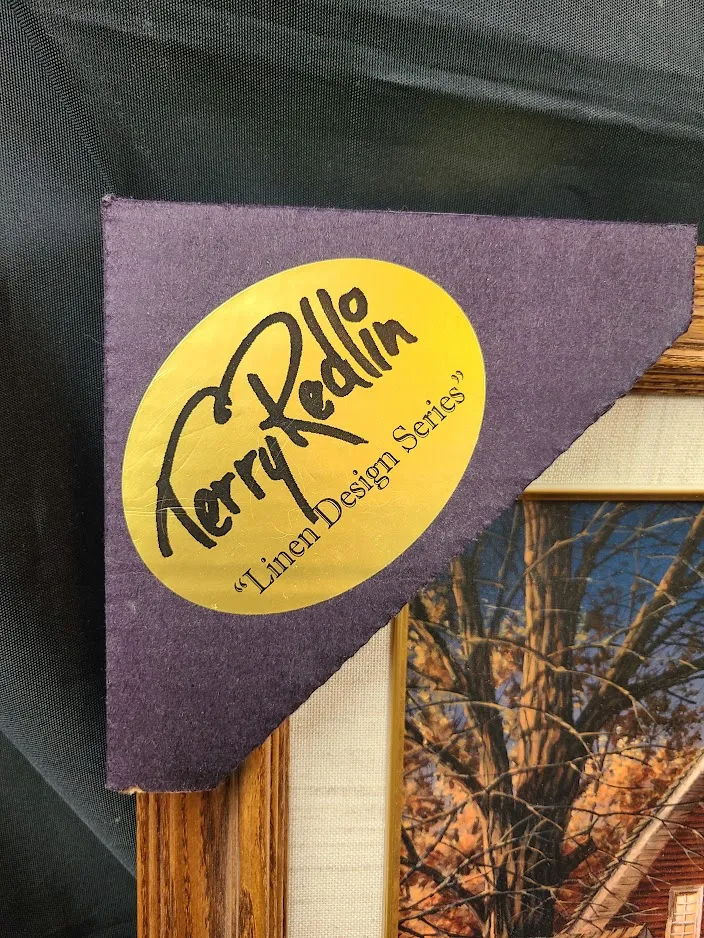 Terry Redlin
“Linen Design Series”